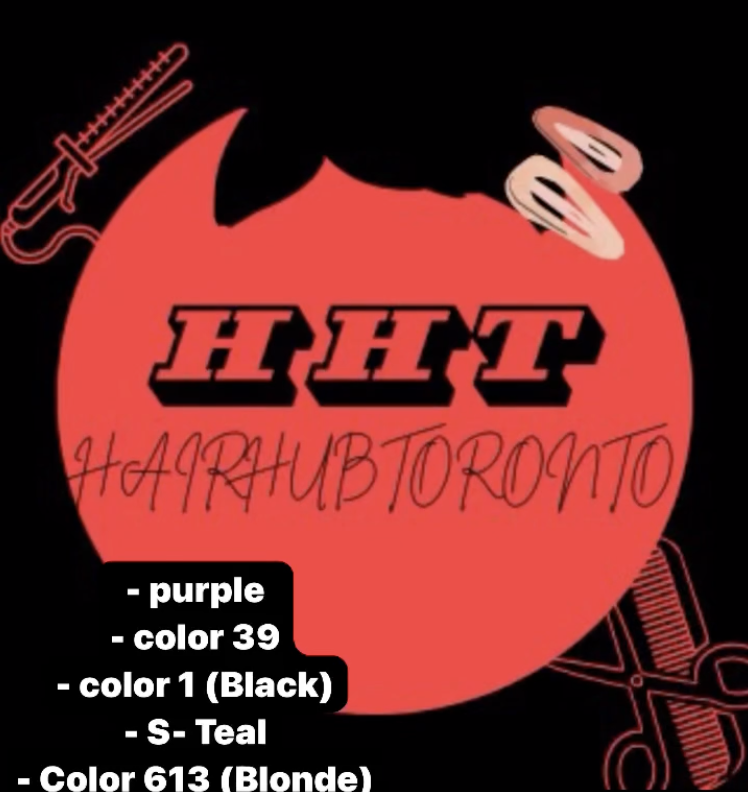 HHT
HAIRHUBTORONTO
- purple
- color 39
- color 1 (Black)
- S- Teal
- Color 613 (Blonde)